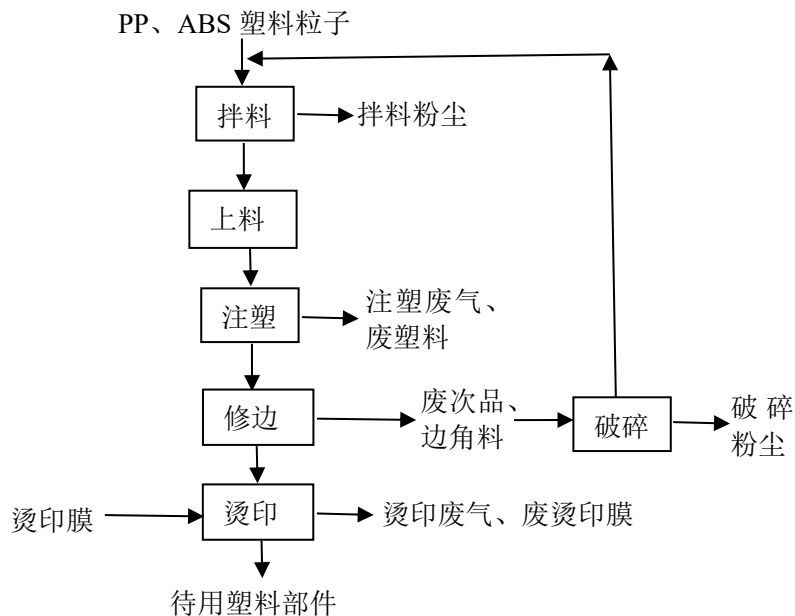 PP、ABS 塑料粒子
拌料
拌料粉尘
上料
注塑
注塑废气、
废塑料
修边
废次品、
边角料
破碎
破 碎
粉尘
烫印膜
烫印
烫印废气、废烫印膜
待用塑料部件